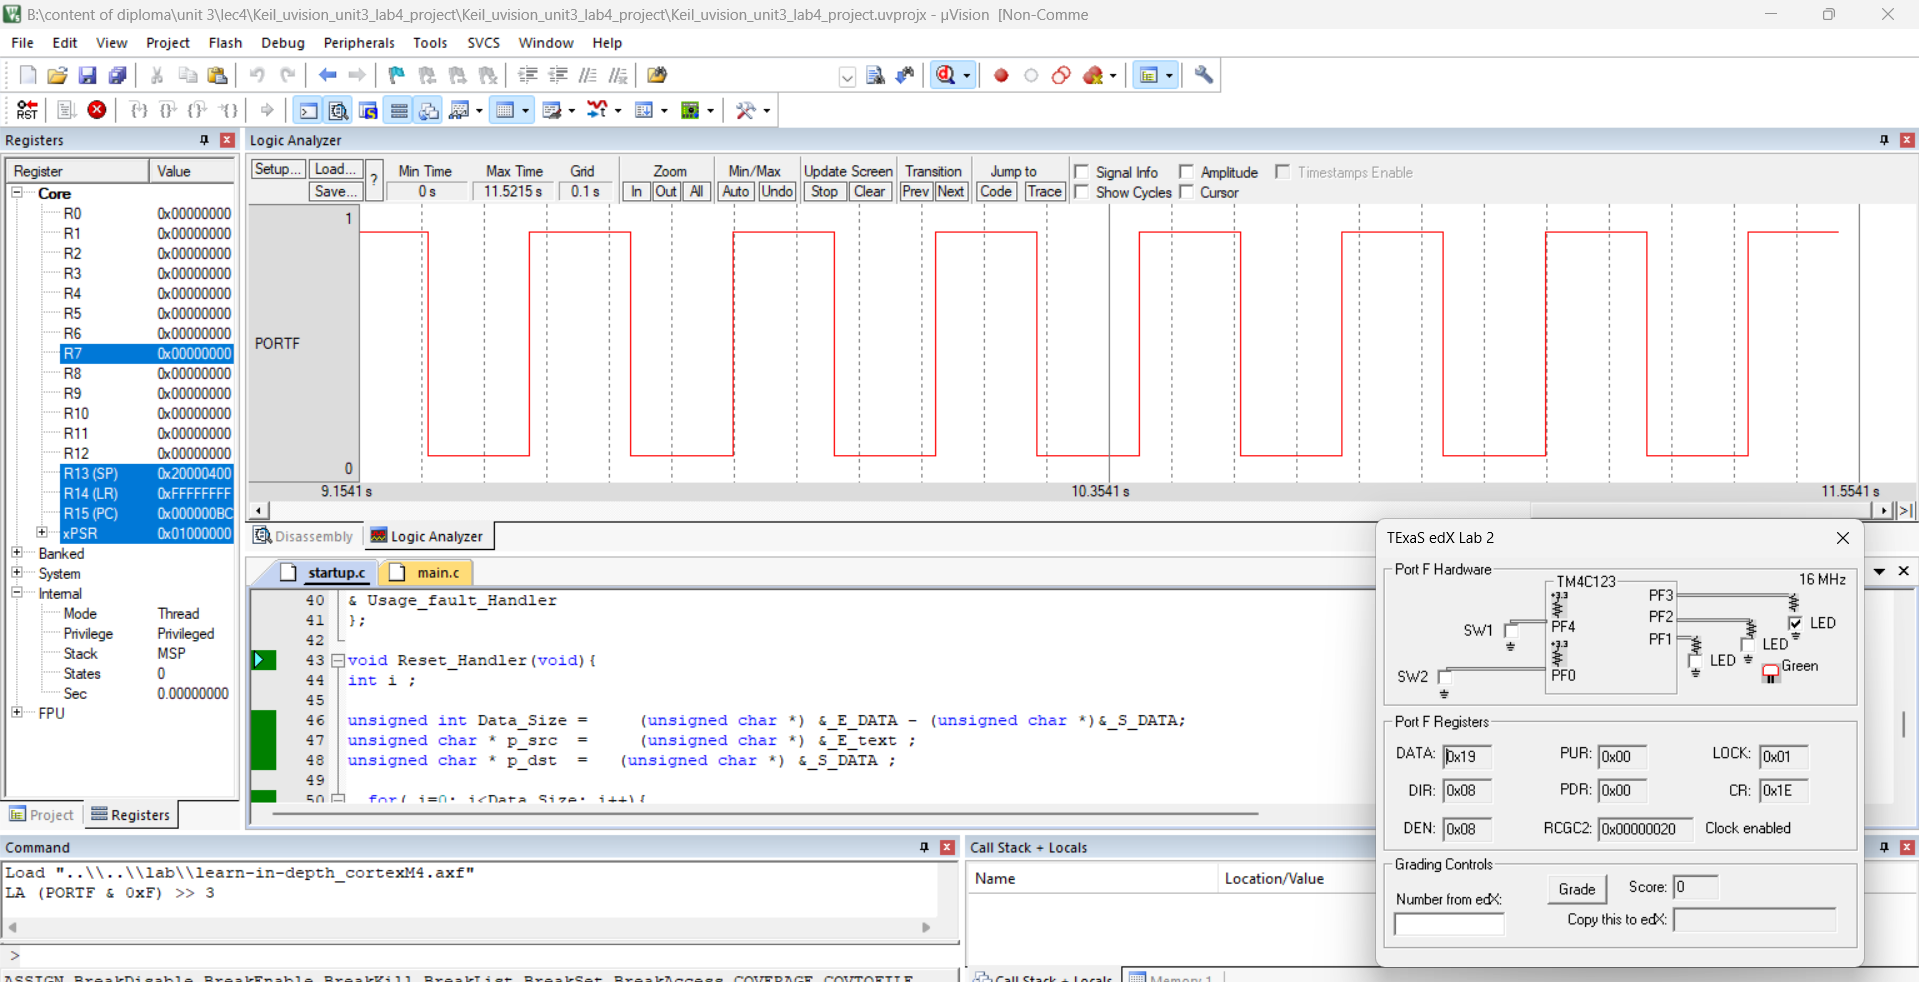 B:\content of diploma\unit 3\lec4\Keil_uvision_unit3_lab4_project\Keil_uvision_unit3_lab4_project\Keil_uvision_unit3_lab4_project.uvprojx - µVision  [Non-Comme
File Edit View Project Flash Debug Peripherals Tools SVCS Window Help
RST
Registers
Register Value
Core
R0 0x00000000
R1 0x00000000
R2 0x00000000
R3 0x00000000
R4 0x00000000
R5 0x00000000
R6 0x00000000
R7 0x00000000
R8 0x00000000
R9 0x00000000
R10 0x00000000
R11 0x00000000
R12 0x00000000
R13 (SP) 0x20000400
R14 (LR) 0xFFFFFFFF
R15 (PC) 0x000000BC
xPSR 0x01000000
Banked
System
Internal
Mode Thread
Privilege Privileged
Stack MSP
States 0
Sec 0.00000000
FPU
Project Registers
Logic Analyzer
Setup... Load... ? Min Time Max Time Grid Zoom Min/Max Update Screen Transition Jump to Signal Info Amplitude Timestamps Enable
Save... 0 s 11.5215 s 0.1 s In Out All Auto Undo Stop Clear Prev Next Code Trace Show Cycles Cursor
1
PORTF
0
9.1541 s 10.3541 s 11.5541 s
Disassembly Logic Analyzer
startup.c main.c
40 & Usage_fault_Handler
41 };
42
43 void Reset_Handler(void){
44 int i ;
45
46 unsigned int Data_Size = (unsigned char *) &_E_DATA - (unsigned char *)&_S_DATA;
47 unsigned char * p_src = (unsigned char *) &_E_text ;
48 unsigned char * p_dst = (unsigned char *) &_S_DATA ;
49
50 for( i=0; i<Data_Size; i++){
TExaS edX Lab 2
Port F Hardware
TM4C123 16 MHz
+3.3 PF3
PF2
SW1 PF4 LED
PF1
+3.3 LED
LED
Green
SW2 PF0
Port F Registers
DATA: 0x19 PUR: 0x00 LOCK: 0x01
DIR: 0x08 PDR: 0x00 CR: 0x1E
DEN: 0x08 RCGC2: 0x00000020 Clock enabled
Grading Controls
Number from edX: Grade Score: 0
Copy this to edX:
Command
Load "..\\..\\lab\\learn-in-depth_cortexM4.axf"
LA (PORTF & 0xF) >> 3
>
ASSIGN BreakDisable BreakEnable BreakKill BreakList BreakSet BreakAccess COVERAGE COVTOFILE
Call Stack + Locals
Name Location/Value
Call Stack + Locals Memory 1